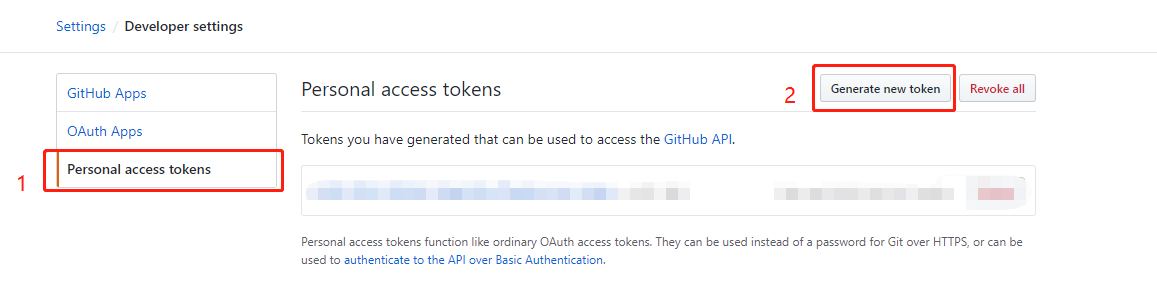 Settings / Developer settings
GitHub Apps
OAuth Apps
1 Personal access tokens
Personal access tokens
2 Generate new token
Revoke all
Tokens you have generated that can be used to access the GitHub API.
Personal access tokens function like ordinary OAuth access tokens. They can be used instead of a password for Git over HTTPS, or can be
used to authenticate to the API over Basic Authentication.